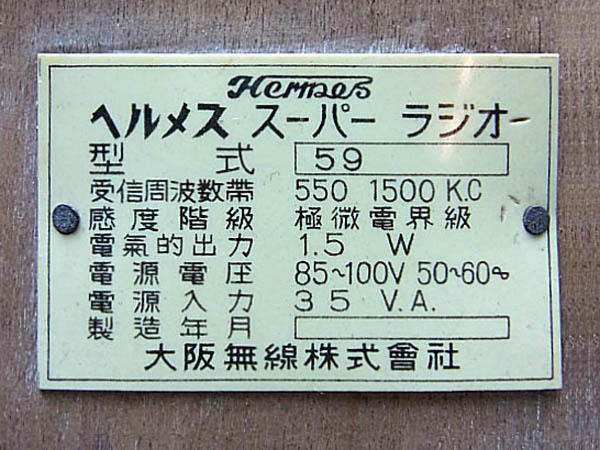 Hermes
ヘルメス スーパー ラジオー
型式 59
受信周波数帯 550 1500 K.C
感度階級 極微電界級
電氣的出力 1.5 W
電源電圧 85~100V 50~60∾
電源入力 35 V.A.
製造年月
大阪無線株式會社